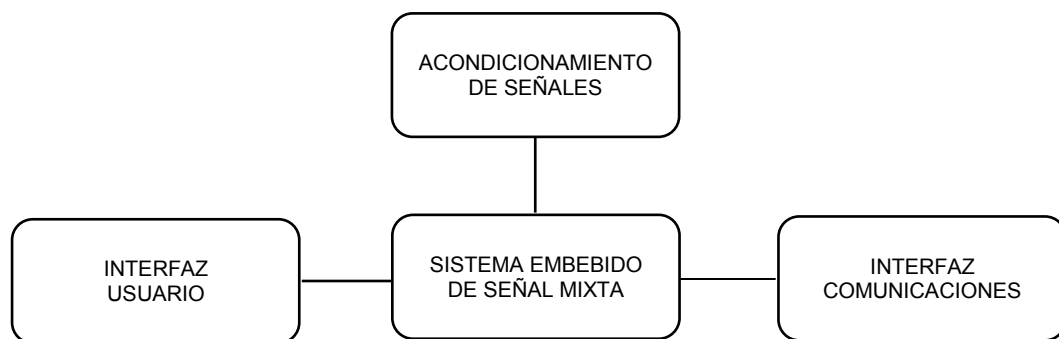 ACONDICIONAMIENTO
DE SEÑALES
INTERFAZ
USUARIO
SISTEMA EMBEBIDO
DE SEÑAL MIXTA
INTERFAZ
COMUNICACIONES